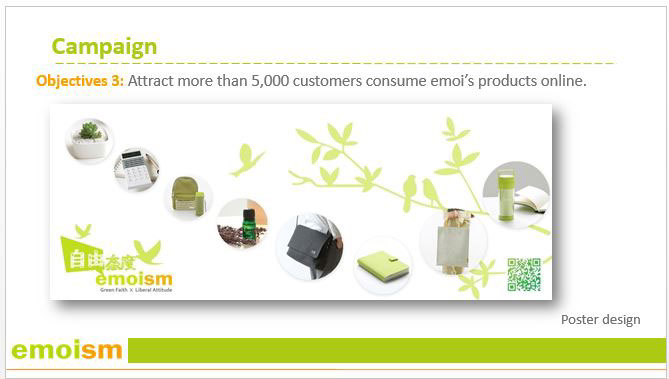 Campaign
Objectives 3: Attract more than 5,000 customers consume emoi's products online.
自由态度
emoism
Green Faith X Liberal Attitude
Poster design
emoism